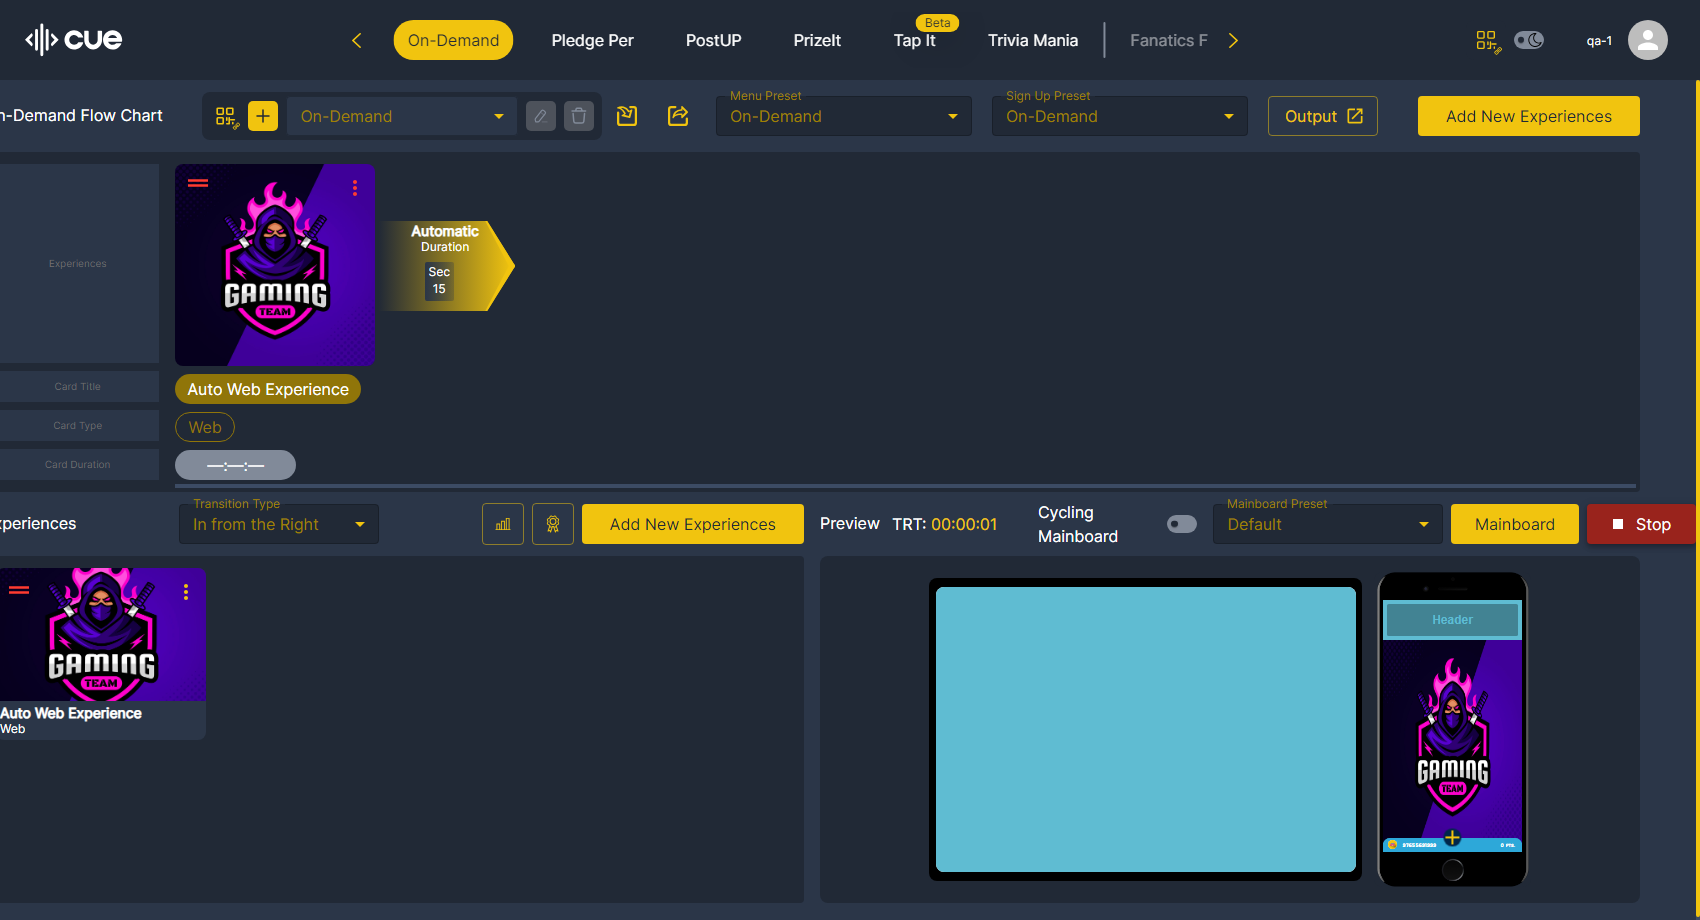 cue
On-Demand
Pledge Per
PostUP
PrizeIt
Beta
Tap It
Trivia Mania
Fanatics F
qa-1
n-Demand Flow Chart
On-Demand
Menu Preset
On-Demand
Sign Up Preset
On-Demand
Output
Add New Experiences
Experiences
GAMING
TEAM
Automatic
Duration
Sec
15
Card Title
Auto Web Experience
Card Type
Web
Card Duration
—:—:—
xperiences
Transition Type
In from the Right
Add New Experiences
Preview
TRT: 00:00:01
Cycling
Mainboard
Mainboard Preset
Default
Mainboard
Stop
GAMING
TEAM
Auto Web Experience
Web
Header
GAMING
TEAM
0 PTS.